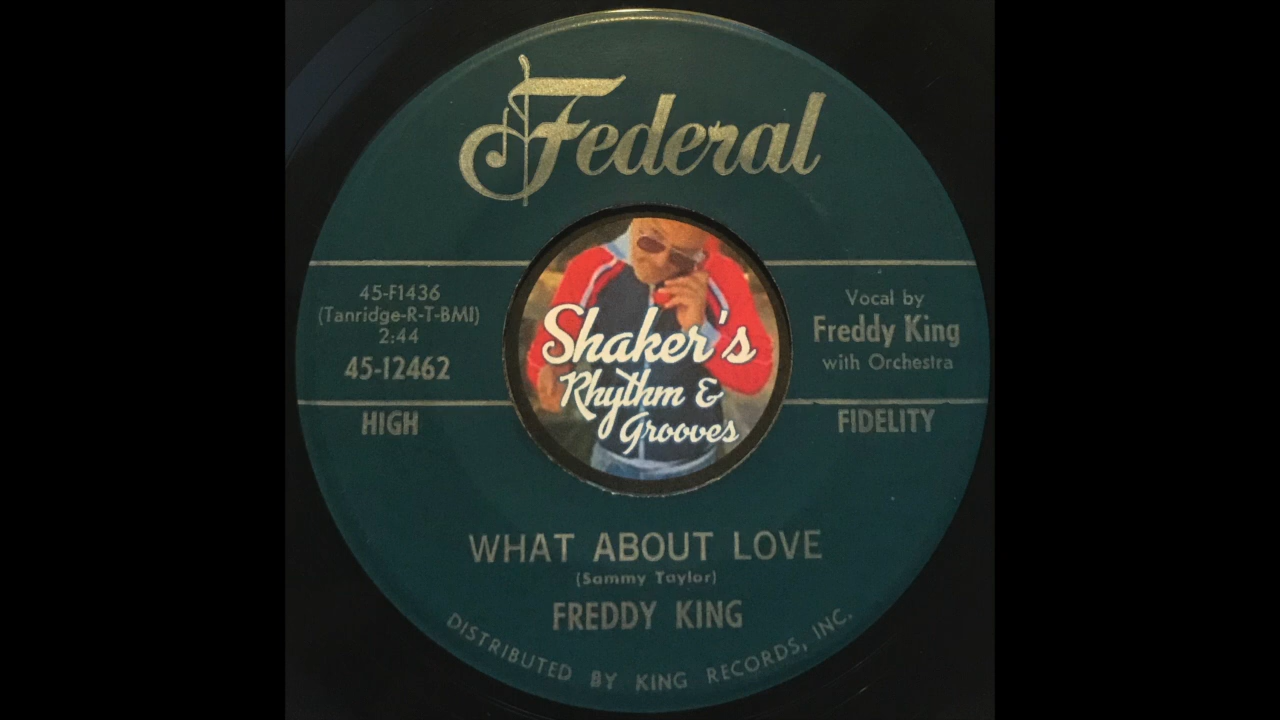 Federal
45-F1436
(Tanridge-R-T-BMI)
2:44
45-12462
HIGH
Vocal by
Freddy King
with Orchestra
FIDELITY
Shaker's
Rhythm &
Grooves
WHAT ABOUT LOVE
(Sammy Taylor)
FREDDY KING
DISTRIBUTED BY KING RECORDS, INC.